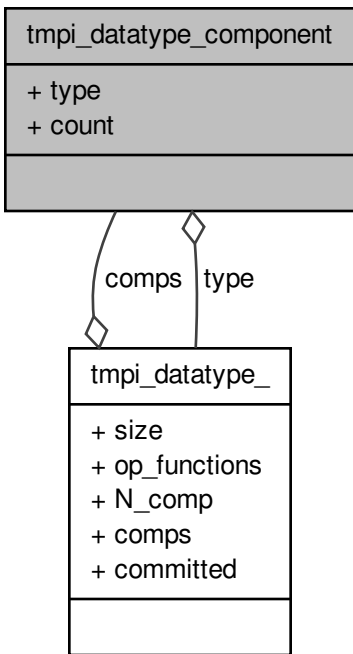 tmpi_datatype_component
+ type
+ count
comps
type
tmpi_datatype_
+ size
+ op_functions
+ N_comp
+ comps
+ committed